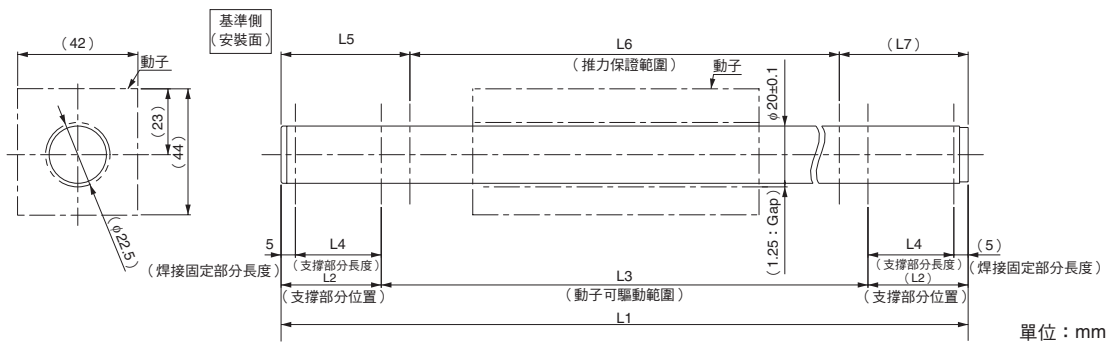 基準側
(安裝面)
(42)
動子
L5
L6
(推力保證範圍)
(L7)
動子
φ20±0.1
(23)
(44)
(φ22.5)
(1.25：Gap)
5
L4
(支撐部分長度)
(焊接固定部分長度)
L2
(支撐部分位置)
L3
(動子可驅動範圍)
L4
(支撐部分長度)
(5)
(焊接固定部分長度)
(L2)
(支撐部分位置)
L1
單位：mm